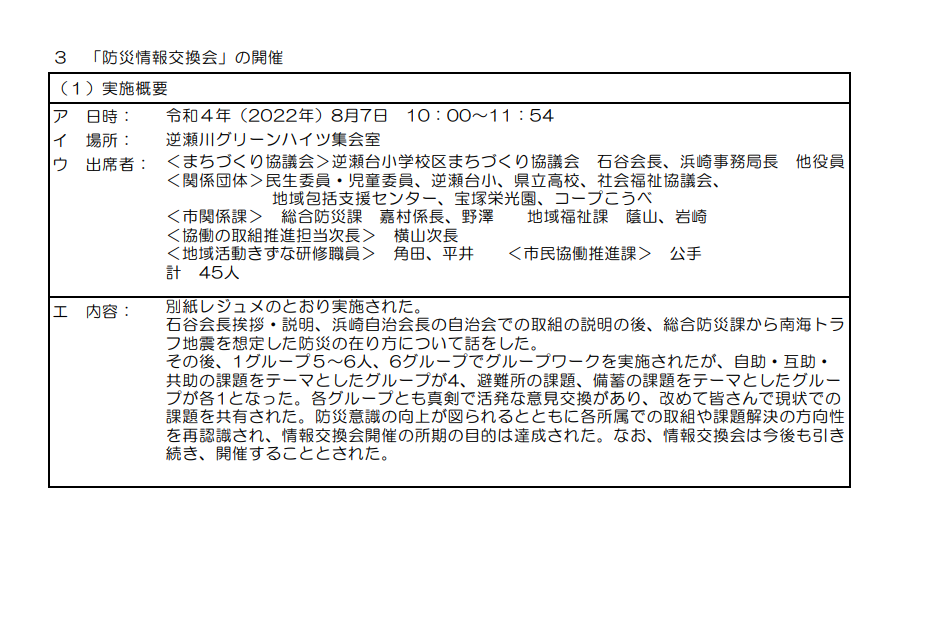 ３　「防災情報交換会」の開催
（１）実施概要
ア　日時：　令和４年（2022年）8月7日　10：00～11：54
イ　場所：　逆瀬川グリーンハイツ集会室
ウ　出席者：　＜まちづくり協議会＞逆瀬台小学校区まちづくり協議会　石谷会長、浜崎事務局長　他役員
＜関係団体＞民生委員・児童委員、逆瀬台小、県立高校、社会福祉協議会、
地域包括支援センター、宝塚栄光園、コープこうべ
＜市関係課＞　総合防災課　嘉村係長、野澤　　地域福祉課　蔭山、岩崎
＜協働の取組推進担当次長＞　横山次長
＜地域活動きずな研修職員＞　角田、平井　　＜市民協働推進課＞　公手
計　45人
エ　内容：　別紙レジュメのとおり実施された。
石谷会長挨拶・説明、浜崎自治会長の自治会での取組の説明の後、総合防災課から南海トラ
フ地震を想定した防災の在り方について話をした。
その後、1グループ５～６人、６グループでグループワークを実施されたが、自助・互助・
共助の課題をテーマとしたグループが4、避難所の課題、備蓄の課題をテーマとしたグルー
プが各1となった。各グループとも真剣で活発な意見交換があり、改めて皆さんで現状での
課題を共有された。防災意識の向上が図られるとともに各所属での取組や課題解決の方向性
を再認識され、情報交換会開催の所期の目的は達成された。なお、情報交換会は今後も引き
続き、開催することとされた。